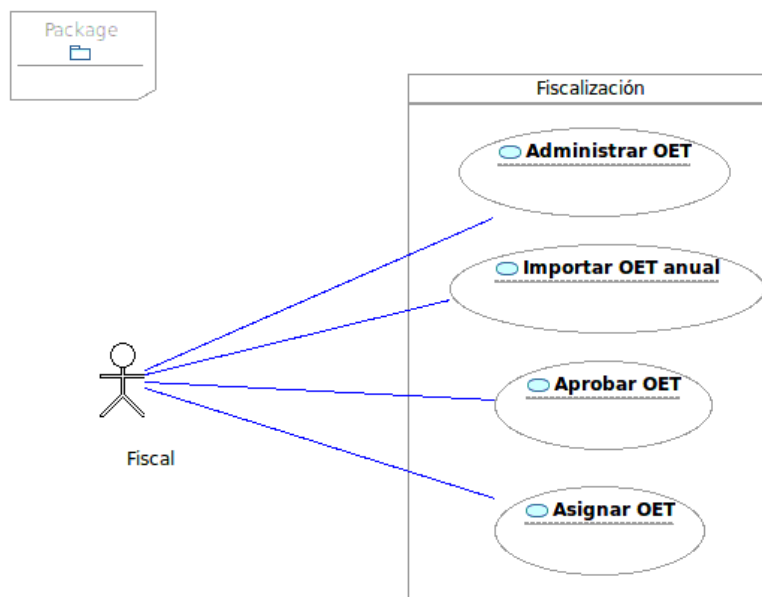 Package
Fiscalización
Administrar OET
Importar OET anual
Aprobar OET
Asignar OET
Fiscal